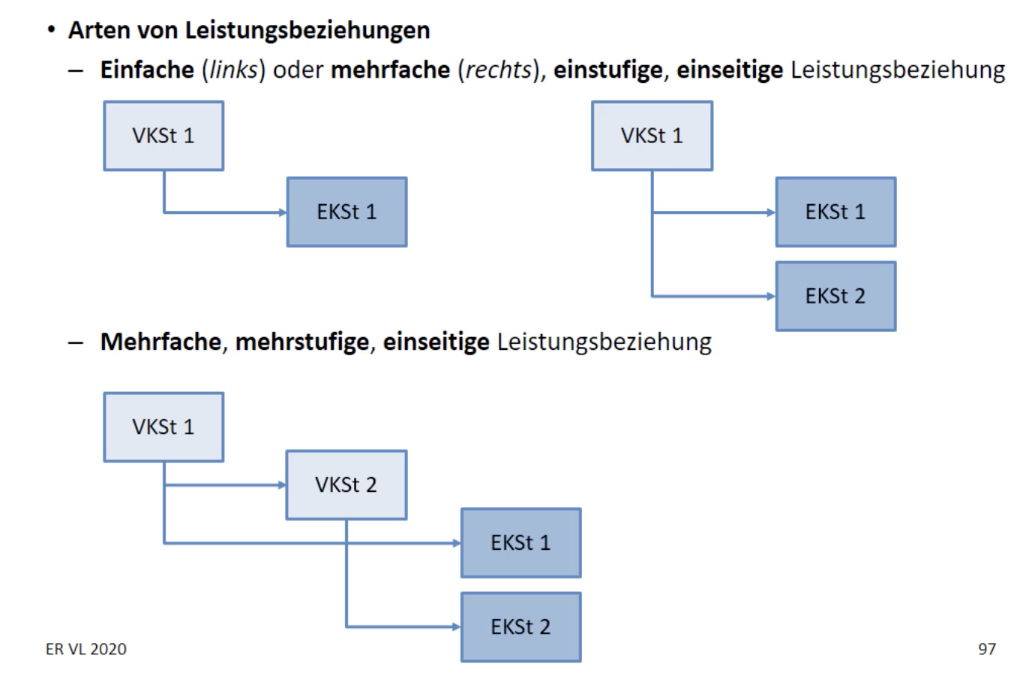 • Arten von Leistungsbeziehungen
– Einfache (links) oder mehrfache (rechts), einstufige, einseitige Leistungsbeziehung
VKSt 1
EKSt 1
VKSt 1
EKSt 1
EKSt 2
– Mehrfache, mehrstufige, einseitige Leistungsbeziehung
VKSt 1
VKSt 2
EKSt 1
EKSt 2
ER VL 2020
97